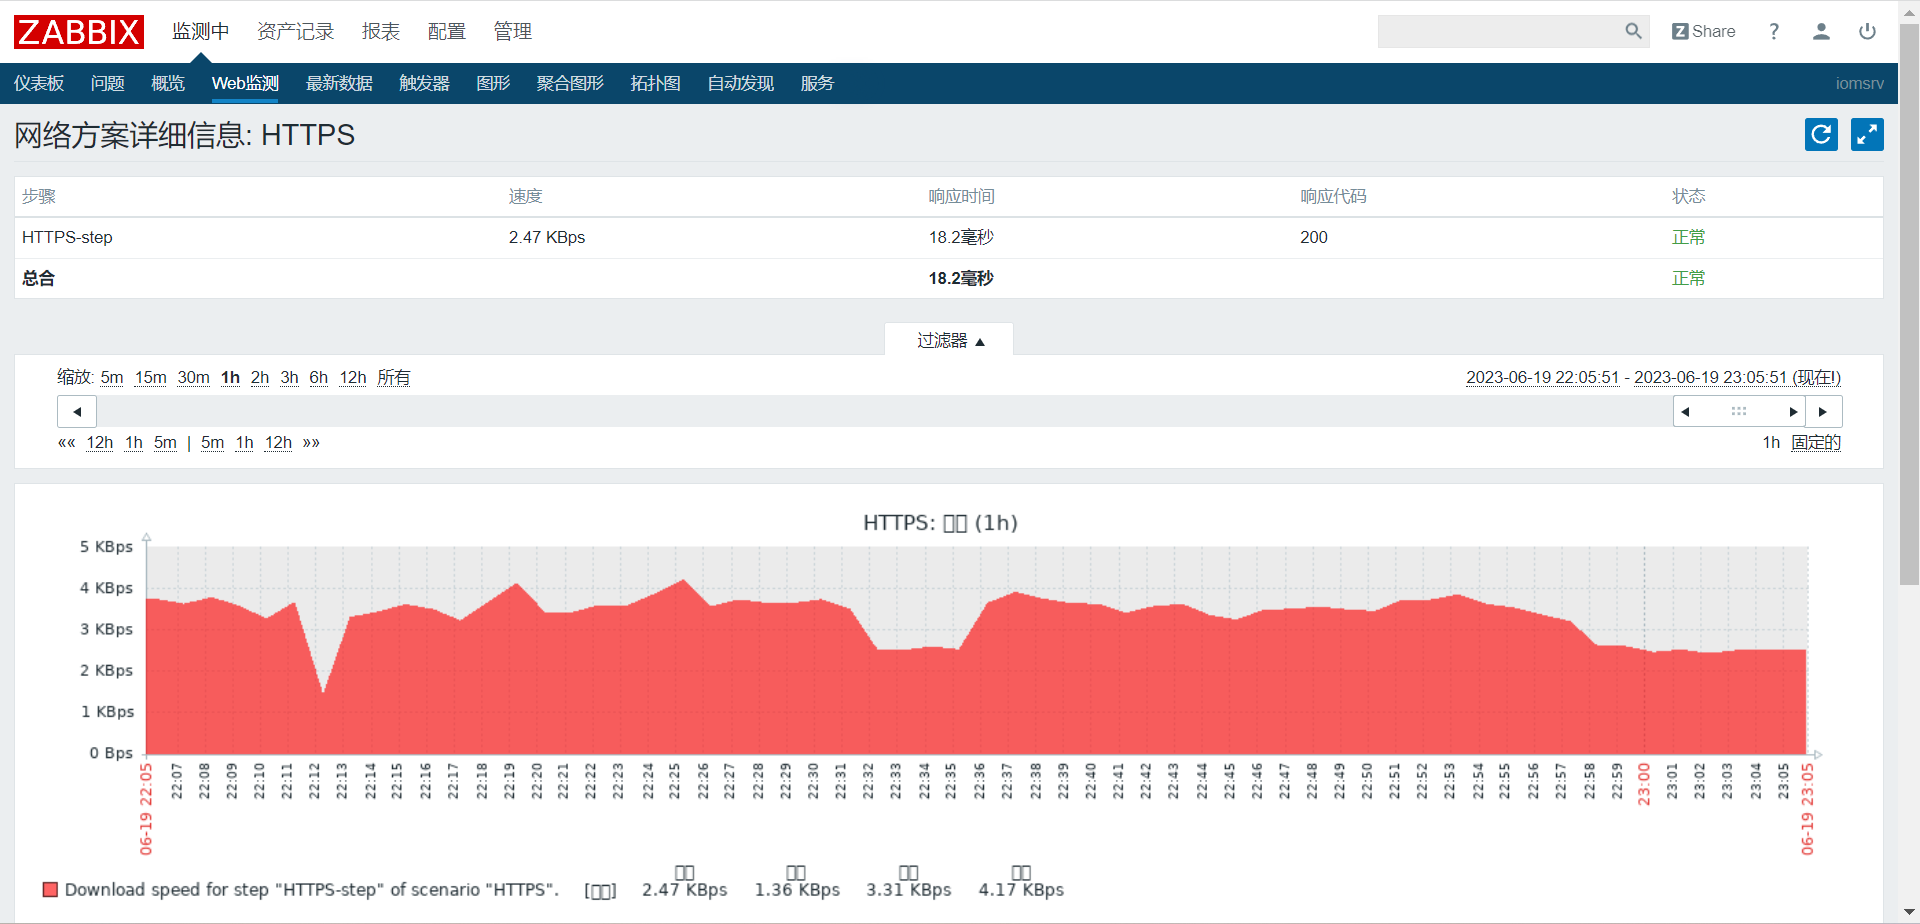 ZABBIX 监测中 资产记录 报表 配置 管理 Z Share ?
仪表板 问题 概览 Web监测 最新数据 触发器 图形 聚合图形 拓扑图 自动发现 服务 iomsrv
网络方案详细信息: HTTPS
步骤 速度 响应时间 响应代码 状态
HTTPS-step 2.47 KBps 18.2毫秒 200 正常
总合 18.2毫秒 正常
过滤器 ▲
缩放: 5m 15m 30m 1h 2h 3h 6h 12h 所有 2023-06-19 22:05:51 - 2023-06-19 23:05:51 (现在!)
«« 12h 1h 5m | 5m 1h 12h »» 1h 固定的
HTTPS: □□ (1h)
5 KBps
4 KBps
3 KBps
2 KBps
1 KBps
0 Bps
06-19 22:05 22:07 22:08 22:09 22:10 22:11 22:12 22:13 22:14 22:15 22:16 22:17 22:18 22:19 22:20 22:21 22:22 22:23 22:24 22:25 22:26 22:27 22:28 22:29 22:30 22:31 22:32 22:33 22:34 22:35 22:36 22:37 22:38 22:39 22:40 22:41 22:42 22:43 22:44 22:45 22:46 22:47 22:48 22:49 22:50 22:51 22:52 22:53 22:54 22:55 22:56 22:57 22:58 22:59 23:00 23:01 23:02 23:03 23:04 23:05 06-19 23:05
□□ □□ □□ □□
Download speed for step "HTTPS-step" of scenario "HTTPS". [□□] 2.47 KBps 1.36 KBps 3.31 KBps 4.17 KBps